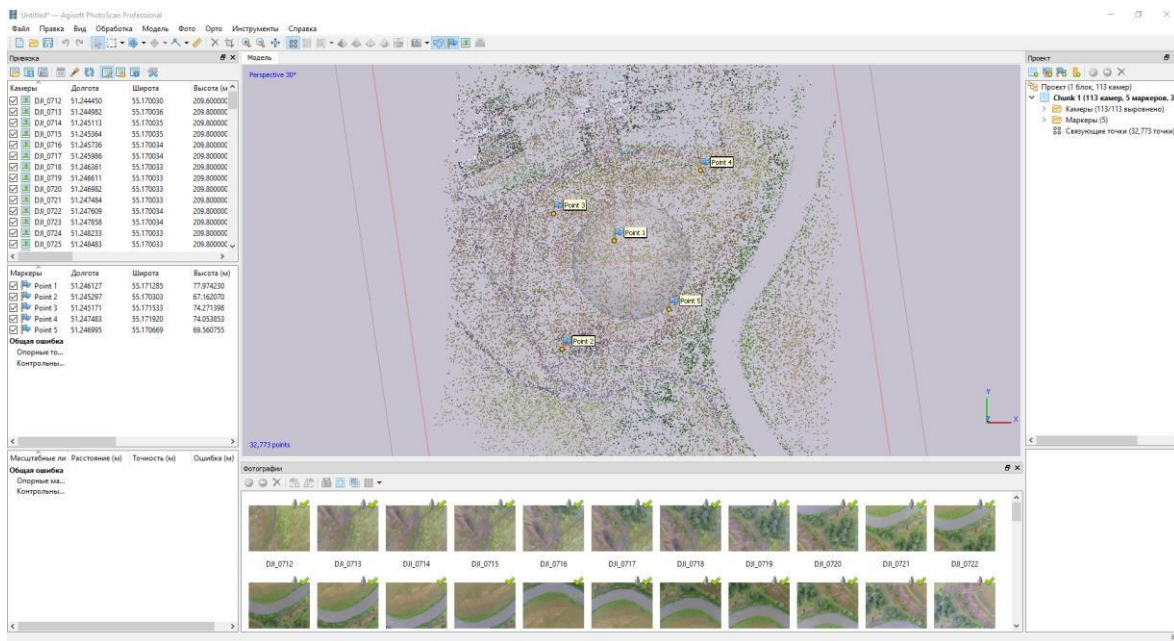 Untitled* — Agisoft PhotoScan Professional
Файл Правка Вид Обработка Модель Фото Орто Инструменты Справка
Привязка
Камеры Долгота Широта Высота (м
DJI_0712 51.244450 55.170030 209.600000
DJI_0713 51.244982 55.170036 209.800000
DJI_0714 51.245113 55.170035 209.800000
DJI_0715 51.245364 55.170035 209.800000
DJI_0716 51.245736 55.170034 209.800000
DJI_0717 51.245986 55.170034 209.800000
DJI_0718 51.246361 55.170033 209.800000
DJI_0719 51.246611 55.170033 209.800000
DJI_0720 51.246982 55.170033 209.800000
DJI_0721 51.247484 55.170033 209.800000
DJI_0722 51.247609 55.170034 209.800000
DJI_0723 51.247858 55.170034 209.800000
DJI_0724 51.248233 55.170033 209.800000
DJI_0725 51.248483 55.170033 209.800000
Маркеры Долгота Широта Высота (м)
Point 1 51.246127 55.171285 77.974230
Point 2 51.245297 55.170303 67.162070
Point 3 51.245171 55.171533 74.271398
Point 4 51.247483 55.171920 74.053853
Point 5 51.246995 55.170669 69.560755
Общая ошибка
Опорные то...
Контрольны...
Масштабные ли Расстояние (м) Точность (м) Ошибка (м)
Общая ошибка
Опорные ма...
Контрольны...
Модель
Perspective 30°
Point 4
Point 3
Point 1
Point 5
Point 2
Y
X
Z
32,773 points
Фотографии
DJI_0712 DJI_0713 DJI_0714 DJI_0715 DJI_0716 DJI_0717 DJI_0718 DJI_0719 DJI_0720 DJI_0721 DJI_0722
Проект
Проект (1 блок, 113 камер)
Chunk 1 (113 камер, 5 маркеров, 3
Камеры (113/113 выровнено)
Маркеры (5)
Связующие точки (32,773 точки)